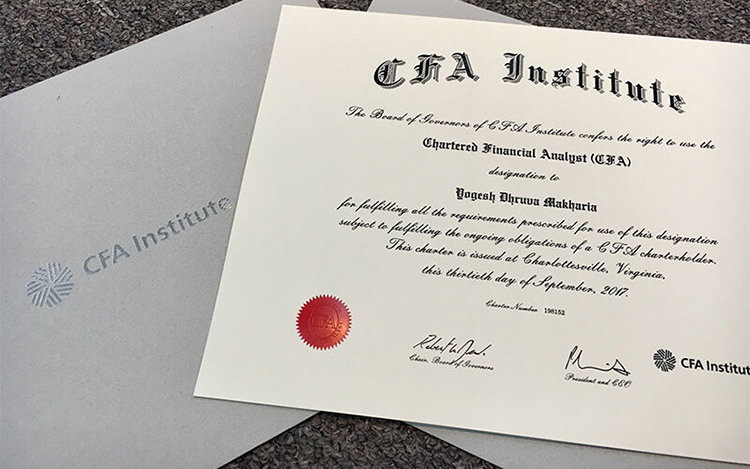 CFA Institute
CFA Institute
The Board of Governors of CFA Institute confers the right to use the
Chartered Financial Analyst (CFA)
designation to
Yogesh Dhruva Makharia
for fulfilling all the requirements prescribed for use of this designation
subject to fulfilling the ongoing obligations of a CFA charterholder.
This charter is issued at Charlottesville, Virginia,
this thirtieth day of September, 2017.
Charter Number 198152
CFA
Chair, Board of Governors
President and CEO
CFA Institut